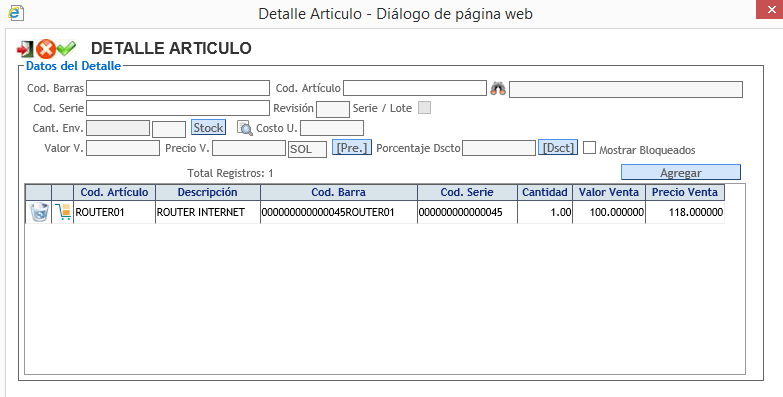 Detalle Articulo - Diálogo de página web
DETALLE ARTICULO
Datos del Detalle
Cod. Barras Cod. Artículo
Cod. Serie Revisión Serie / Lote
Cant. Env. Stock Costo U.
Valor V. Precio V. SOL [Pre.] Porcentaje Dscto [Dsct] Mostrar Bloqueados
Total Registros: 1 Agregar
Cod. Artículo Descripción Cod. Barra Cod. Serie Cantidad Valor Venta Precio Venta
ROUTER01 ROUTER INTERNET 000000000000045ROUTER01 000000000000045 1.00 100.000000 118.000000